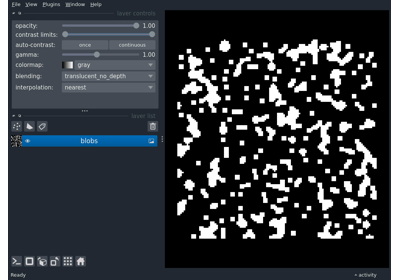 File View Plugins Window Help
layer controls
opacity: 1.00
contrast limits:
auto-contrast: once continuous
gamma: 1.00
colormap: gray
blending: translucent_no_depth
interpolation: nearest
layer list
blobs
Ready activity